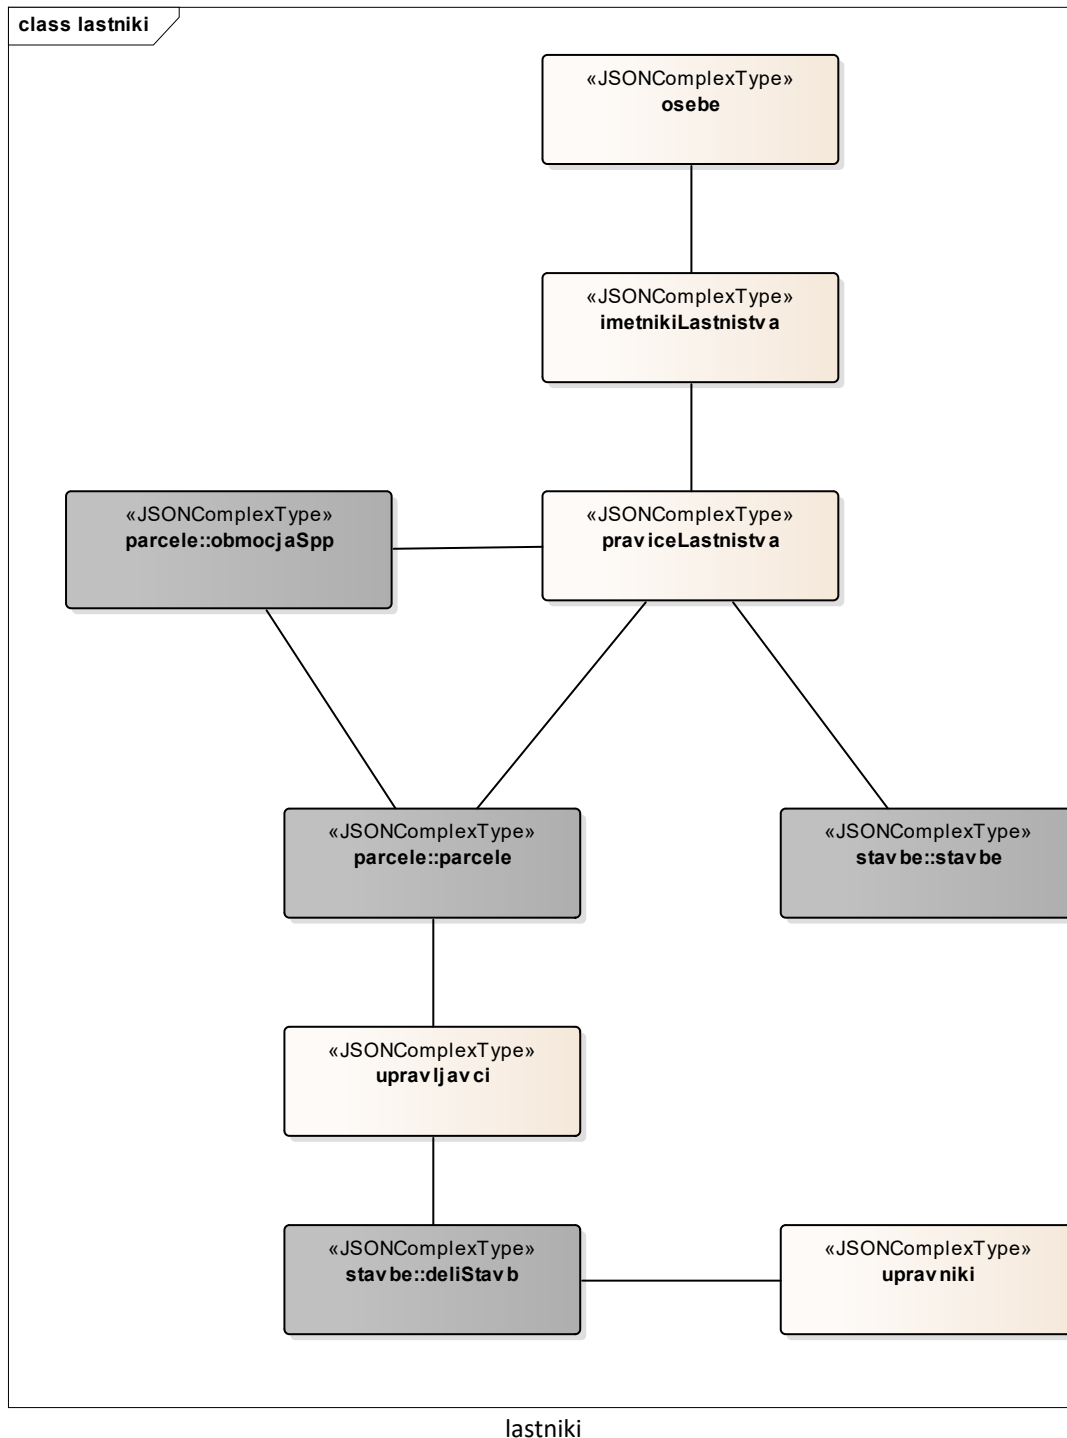 class lastniki
«JSONComplexType»
osebe
«JSONComplexType»
imetnikiLastnistva
«JSONComplexType»
parcele::obmocjaSpp
«JSONComplexType»
praviceLastnistva
«JSONComplexType»
parcele::parcele
«JSONComplexType»
stavbe::stavbe
«JSONComplexType»
upravljavci
«JSONComplexType»
stavbe::deliStavb
«JSONComplexType»
upravniki
lastniki